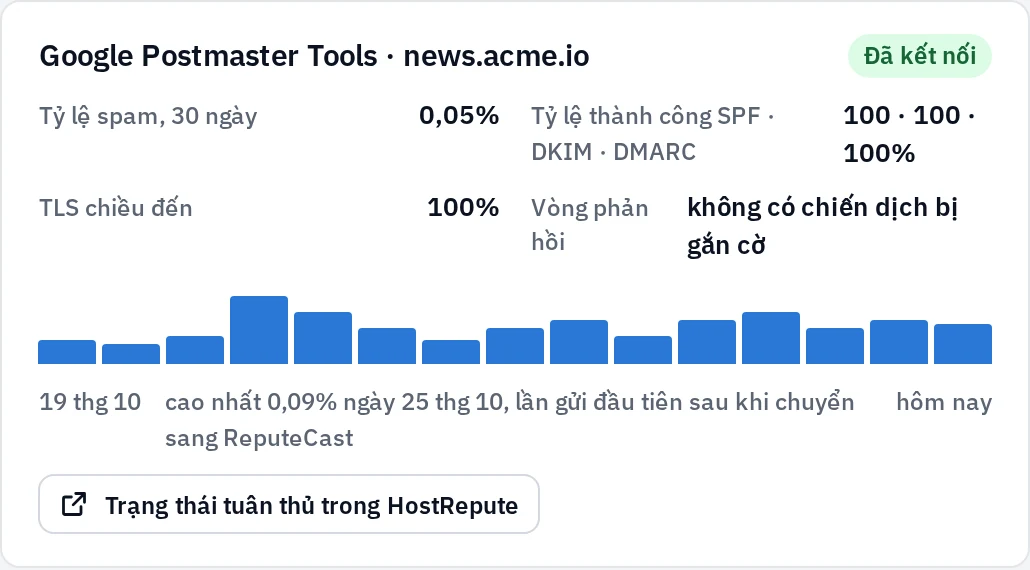 Google Postmaster Tools · news.acme.io
Đã kết nối
Tỷ lệ spam, 30 ngày
0,05%
Tỷ lệ thành công SPF ·
DKIM · DMARC
100 · 100 ·
100%
TLS chiều đến
100%
Vòng phản
hồi
không có chiến dịch bị
gắn cờ
19 thg 10
cao nhất 0,09% ngày 25 thg 10, lần gửi đầu tiên sau khi chuyển
sang ReputeCast
hôm nay
Trạng thái tuân thủ trong HostRepute